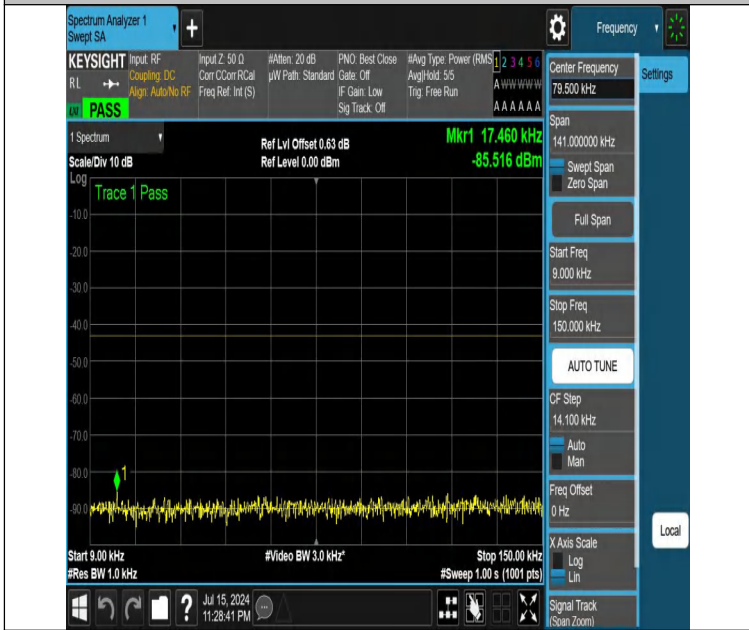 Spectrum Analyzer 1
Swept SA
Frequency
KEYSIGHT
RL
PASS
Input: RF
Coupling: DC
Align: Auto/No RF
Input Z: 50 Ω
Corr CCorr RCal
Freq Ref: Int (S)
#Atten: 20 dB
µW Path: Standard
PNO: Best Close
Gate: Off
IF Gain: Low
Sig Track: Off
#Avg Type: Power (RMS
Avg|Hold: 5/5
Trig: Free Run
1 2 3 4 5 6
A W W W W W
A A A A A A
1 Spectrum
Scale/Div 10 dB
Ref Lvl Offset 0.63 dB
Ref Level 0.00 dBm
Mkr1 17.460 kHz
-85.516 dBm
Log
Trace 1 Pass
-10.0
-20.0
-30.0
-40.0
-50.0
-60.0
-70.0
-80.0
-90.0
1
Start 9.00 kHz
#Res BW 1.0 kHz
#Video BW 3.0 kHz*
Stop 150.00 kHz
#Sweep 1.00 s (1001 pts)
Jul 15, 2024
11:28:41 PM
Center Frequency
79.500 kHz
Settings
Span
141.000000 kHz
Swept Span
Zero Span
Full Span
Start Freq
9.000 kHz
Stop Freq
150.000 kHz
AUTO TUNE
CF Step
14.100 kHz
Auto
Man
Freq Offset
0 Hz
X Axis Scale
Log
Lin
Signal Track
(Span Zoom)
Local